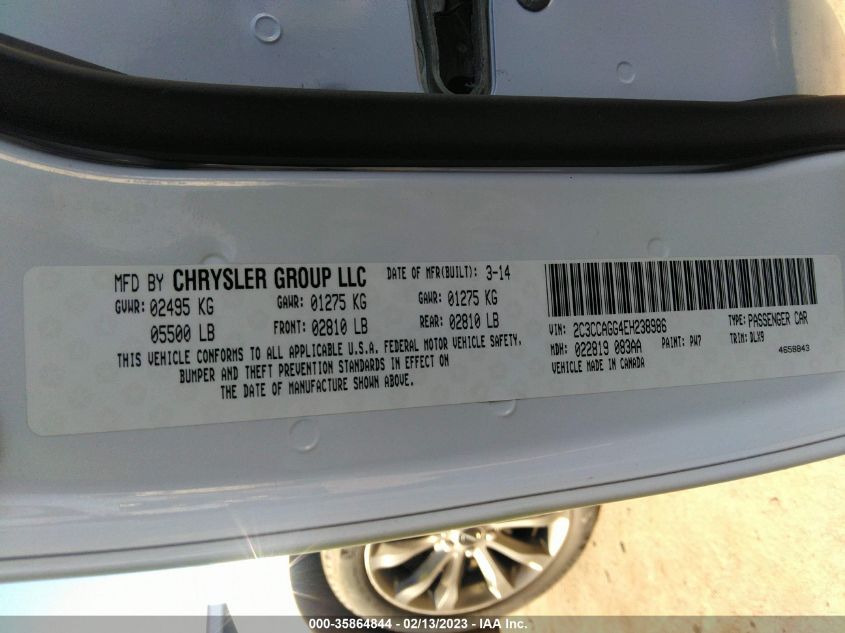 MFD BY CHRYSLER GROUP LLC DATE OF MFR(BUILT): 3-14
GVWR: 02495 KG GAWR: 01275 KG GAWR: 01275 KG
05500 LB FRONT: 02810 LB REAR: 02810 LB
THIS VEHICLE CONFORMS TO ALL APPLICABLE U.S.A. FEDERAL MOTOR VEHICLE SAFETY,
BUMPER AND THEFT PREVENTION STANDARDS IN EFFECT ON
THE DATE OF MANUFACTURE SHOWN ABOVE.
VIN: 2C3CCAGG4EH238986 TYPE: PASSENGER CAR
MDH: 022819 083AA PAINT: PW7 TRIM: DLX9
VEHICLE MADE IN CANADA 4658843
000-35864844 - 02/13/2023 - IAA Inc.